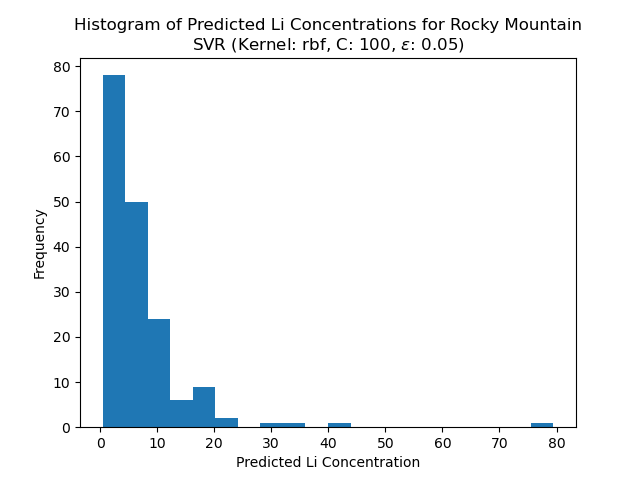 Histogram of Predicted Li Concentrations for Rocky Mountain
SVR (Kernel: rbf, C: 100, ε: 0.05)
80
70
60
50
40
30
20
10
0
Frequency
0 10 20 30 40 50 60 70 80
Predicted Li Concentration